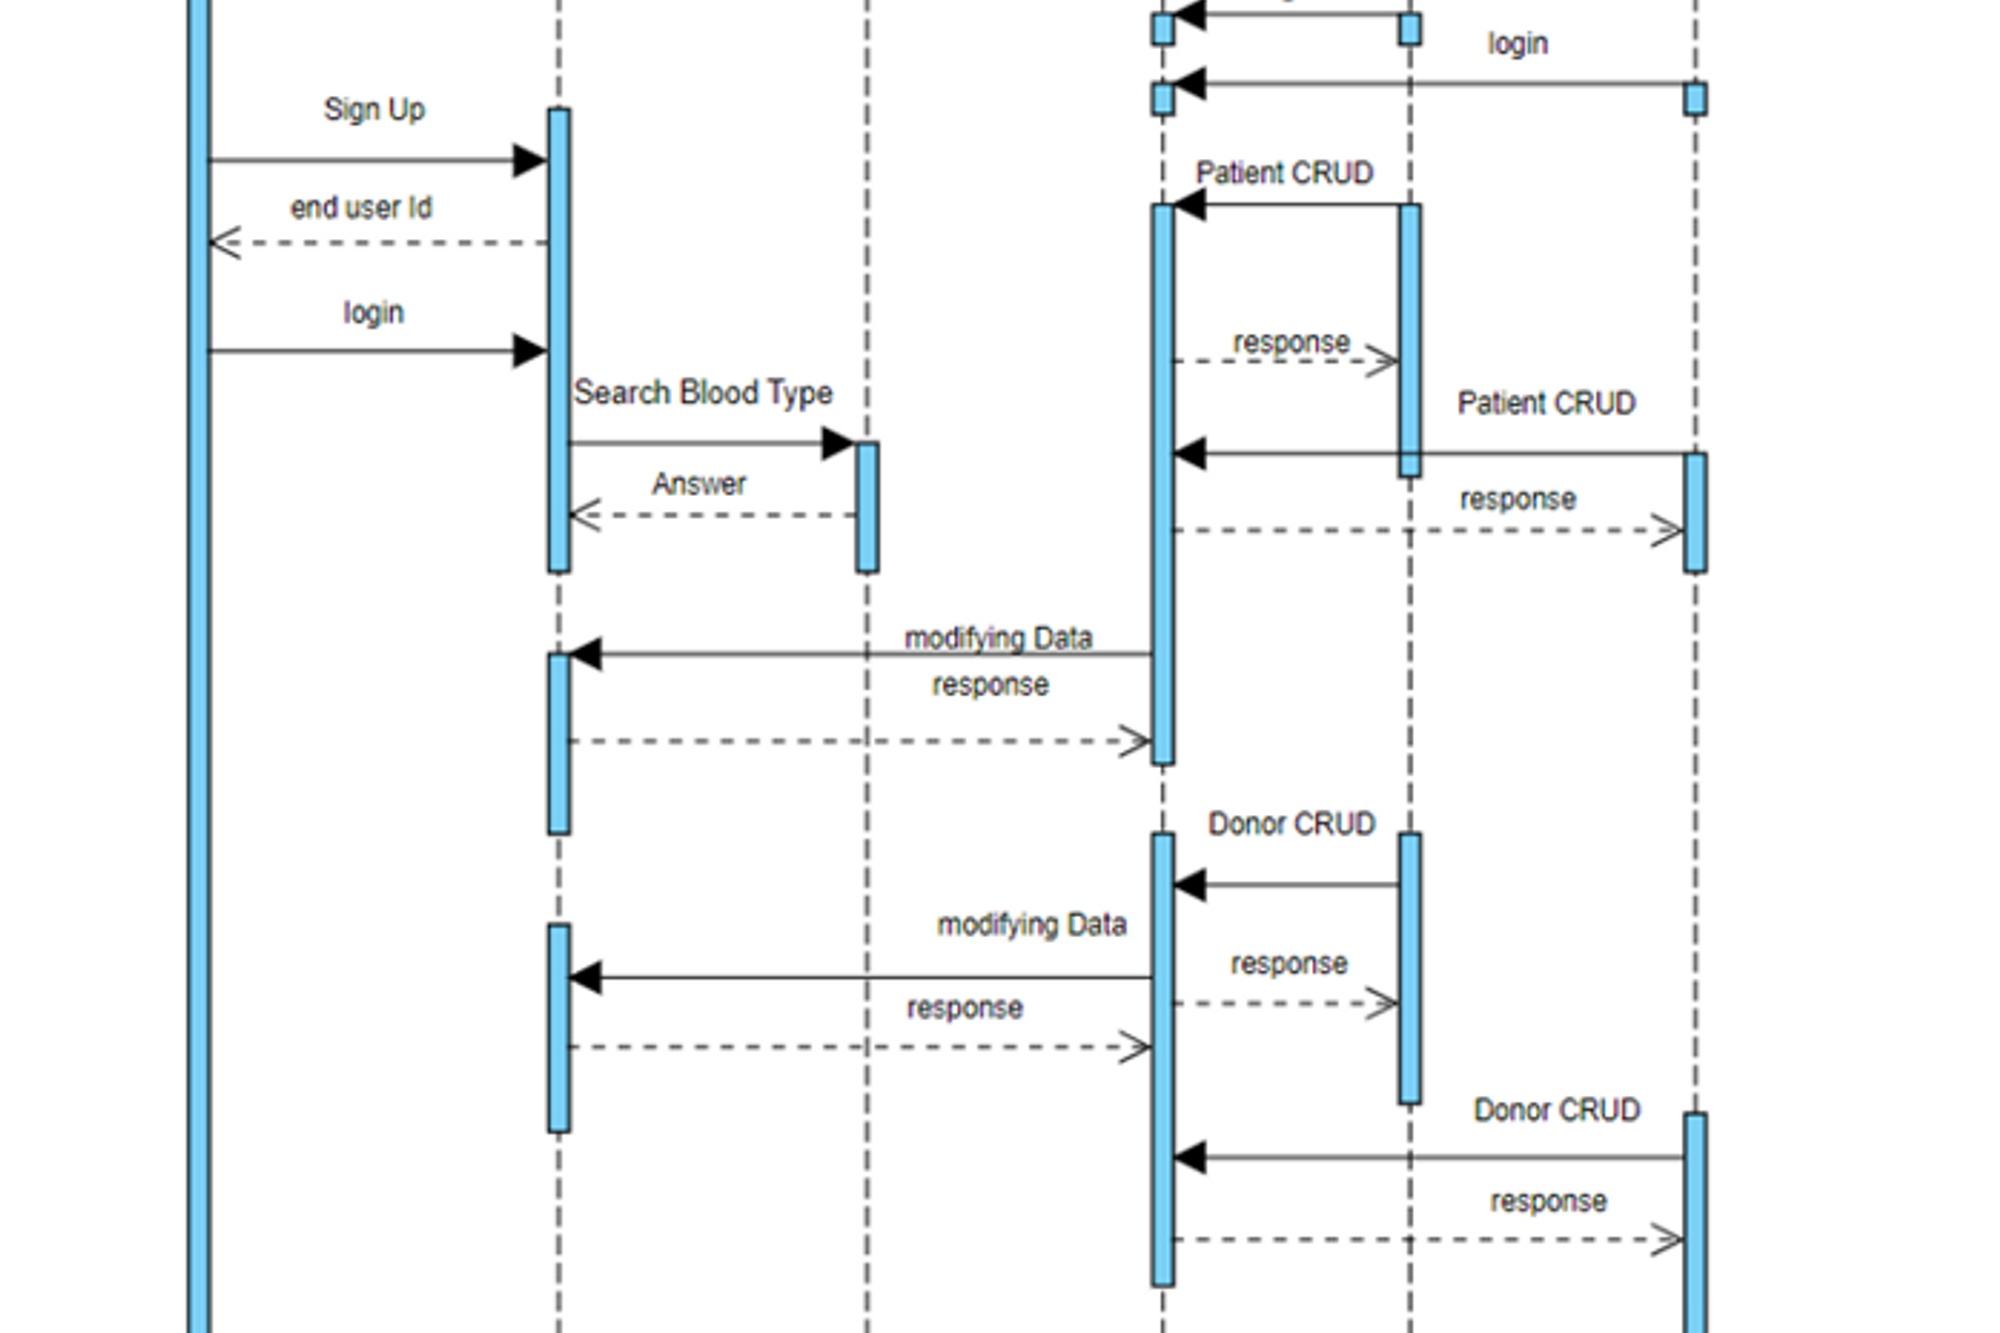 login
Sign Up
Patient CRUD
end user Id
login
response
Search Blood Type
Patient CRUD
Answer
response
modifying Data
response
Donor CRUD
modifying Data
response
response
Donor CRUD
response